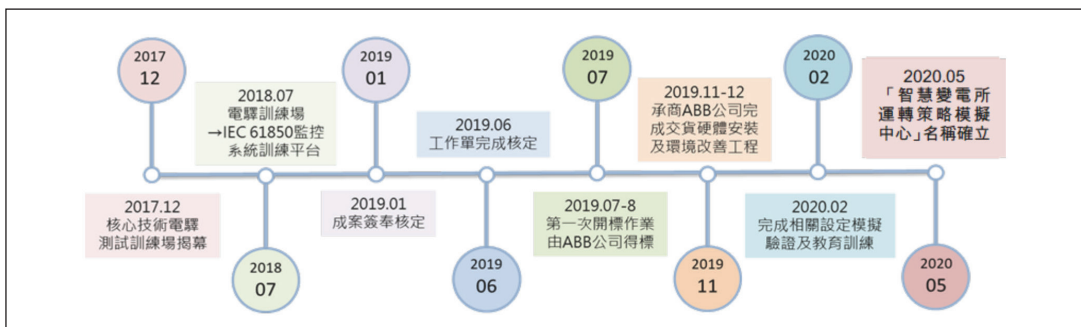 2017
12
2017.12
核心技術電驛
測試訓練場揭幕
2018.07
電驛訓練場
→IEC 61850監控
系統訓練平台
2018
07
2019
01
2019.01
成案簽奉核定
2019.06
工作單完成核定
2019
06
2019
07
2019.07-8
第一次開標作業
由ABB公司得標
2019.11-12
承商ABB公司完
成交貨硬體安裝
及環境改善工程
2019
11
2020
02
2020.02
完成相關設定模擬
驗證及教育訓練
2020.05
「智慧變電所
運轉策略模擬
中心」名稱確立
2020
05